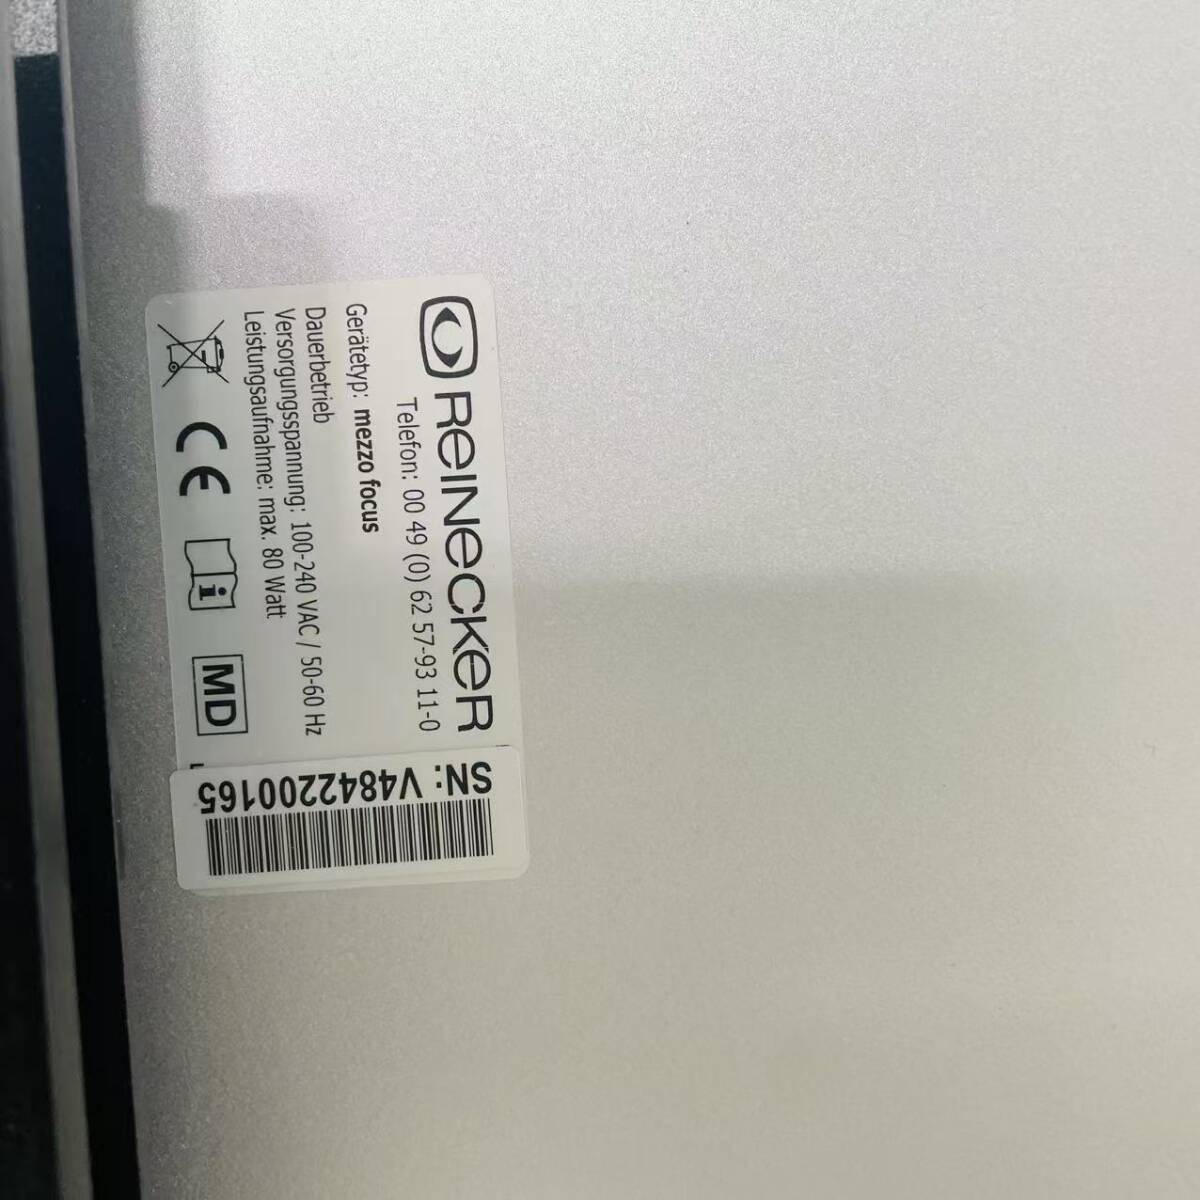 REINECKER
Telefon: 00 49 (0) 62 57-93 11-0
Gerätetyp: mezzo focus
Dauerbetrieb
Versorgungsspannung: 100-240 VAC / 50-60 Hz
Leistungsaufnahme: max. 80 Watt
CE
i
MD
SN: V4842200165